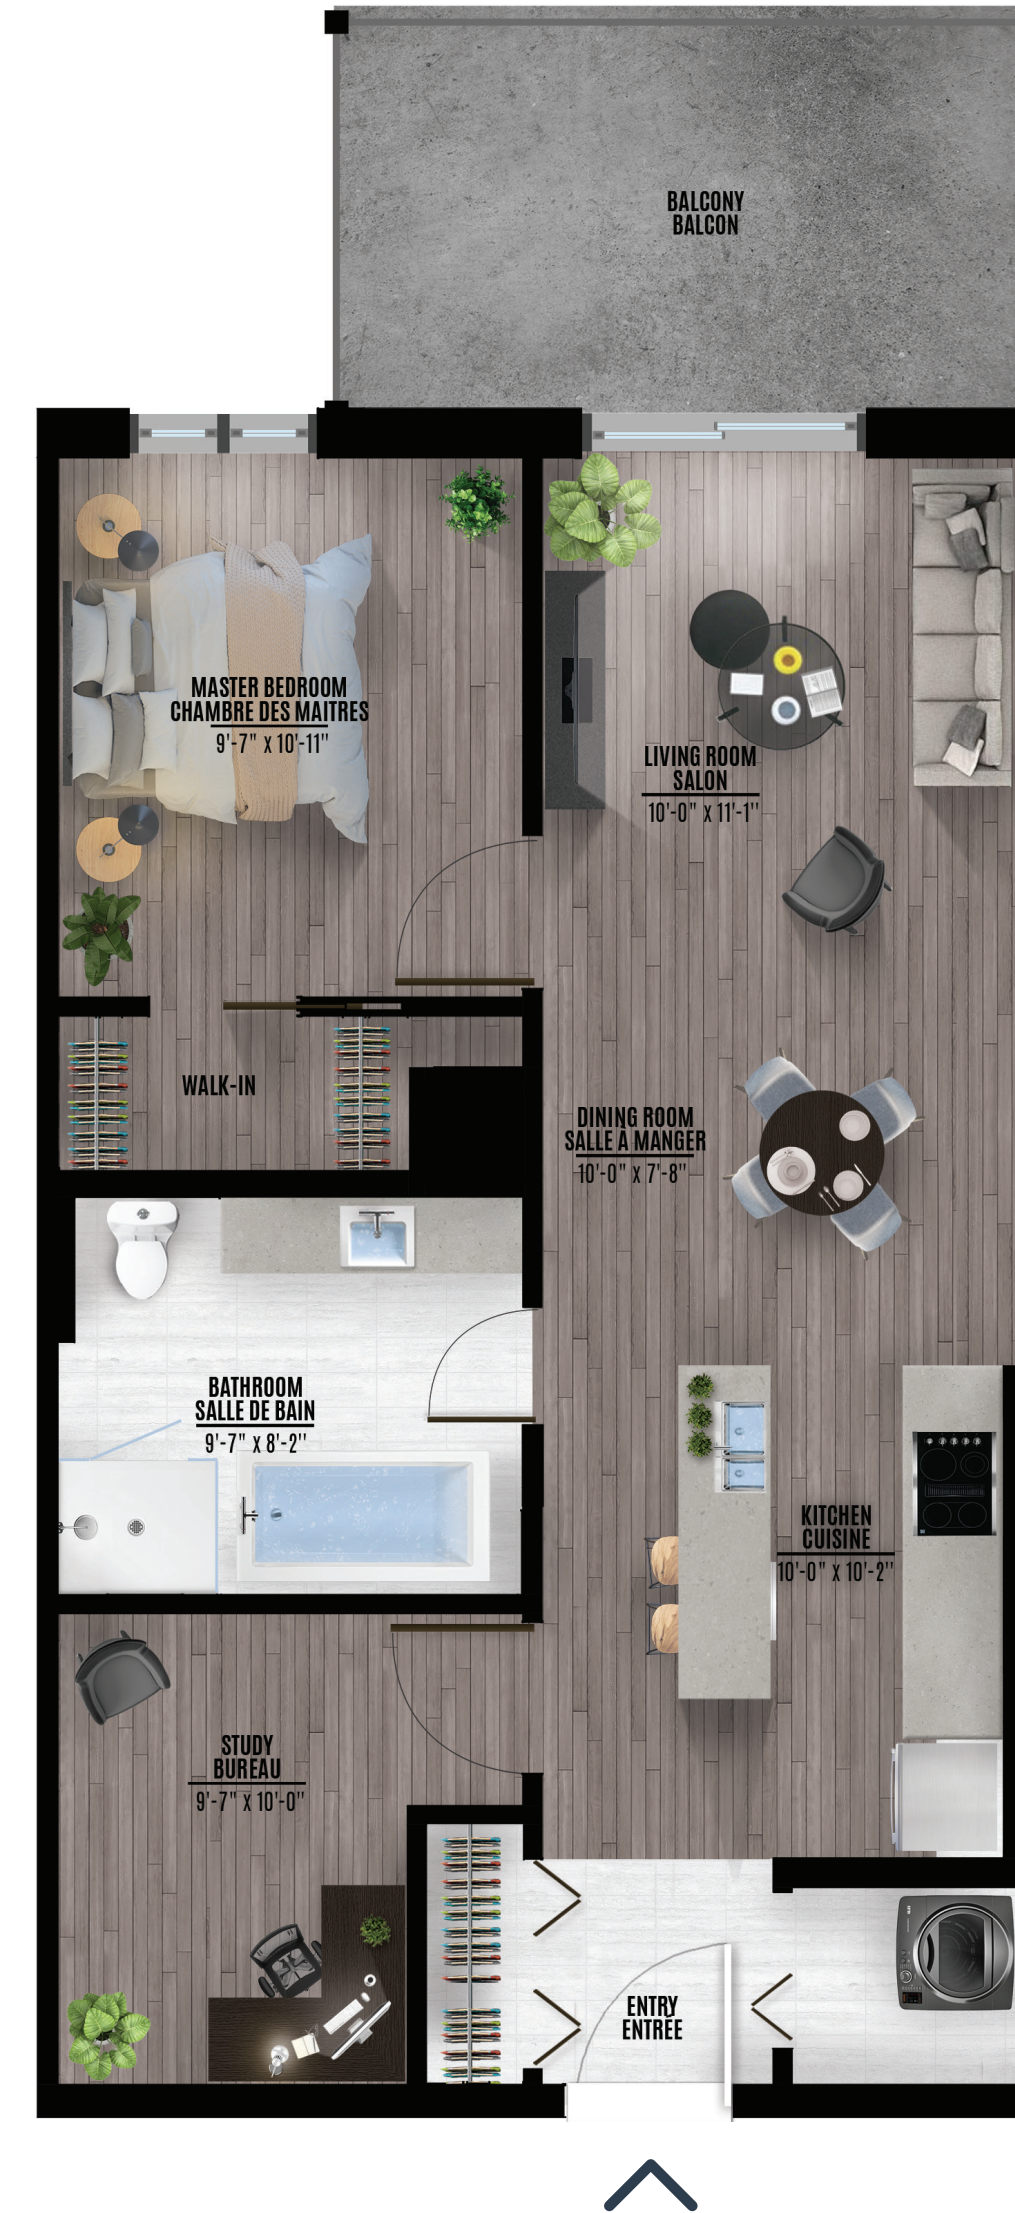 BALCONY
BALCON
MASTER BEDROOM
CHAMBRE DES MAITRES
9'-7" X 10'-11"
LIVING ROOM
SALON
10'-0" X 11'-1"
WALK-IN
DINING ROOM
SALLE À MANGER
10'-0" X 7'-8"
BATHROOM
SALLE DE BAIN
9'-7" X 8'-2"
KITCHEN
CUISINE
10'-0" X 10'-2"
STUDY
BUREAU
9'-7" X 10'-0"
ENTRY
ENTRÉE